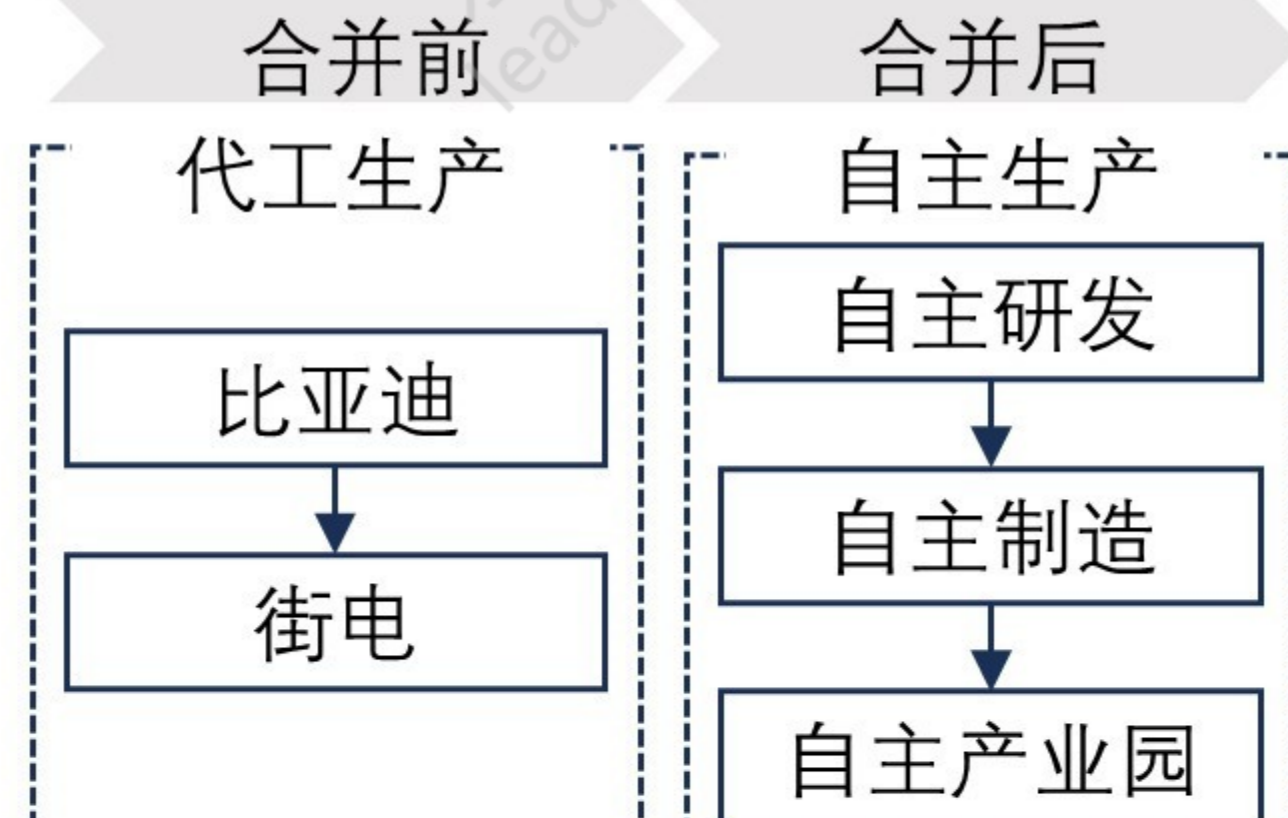 合并前
合并后
代工生产
自主生产
比亚迪
街电
自主研发
自主制造
自主产业园